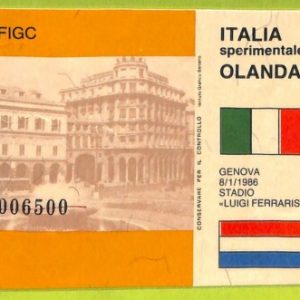 FIGC
006500
CONSERVARE PER IL CONTROLLO
ITALIA
sperimentale
OLANDA
GENOVA
8/1/1986
STADIO
«LUIGI FERRARIS